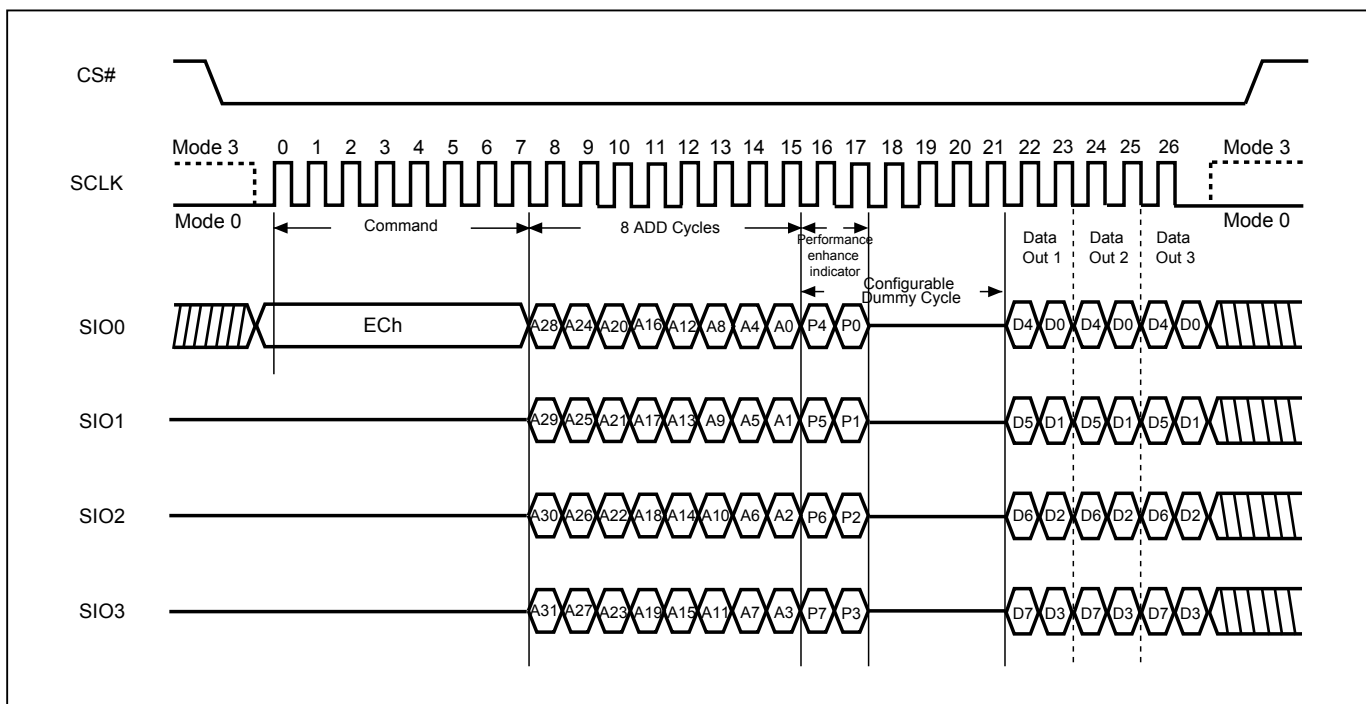 CS#
0 1 2 3 4 5 6 7 8 9 10 11 12 13 14 15 16 17 18 19 20 21 22 23 24 25 26
Mode 3 Mode 3
SCLK
Mode 0 Mode 0
Command 8 ADD Cycles
Performance
enhance
indicator
Data
Out 1
Data
Out 2
Data
Out 3
Configurable
Dummy Cycle
SIO0 ECh A28 A24 A20 A16 A12 A8 A4 A0 P4 P0 D4 D0 D4 D0 D4 D0
SIO1 A29 A25 A21 A17 A13 A9 A5 A1 P5 P1 D5 D1 D5 D1 D5 D1
SIO2 A30 A26 A22 A18 A14 A10 A6 A2 P6 P2 D6 D2 D6 D2 D6 D2
SIO3 A31 A27 A23 A19 A15 A11 A7 A3 P7 P3 D7 D3 D7 D3 D7 D3